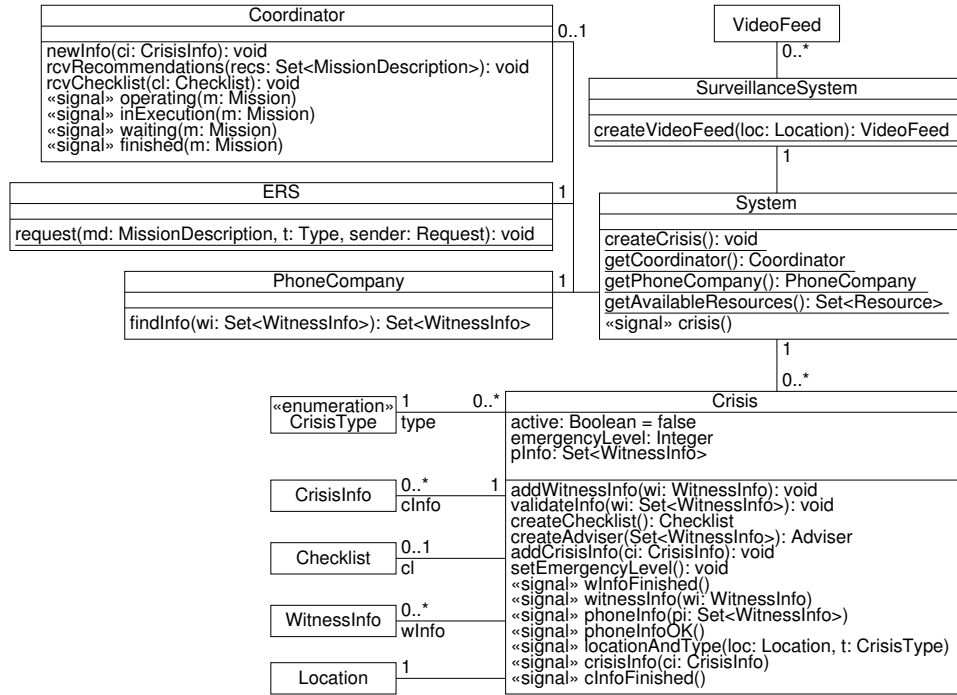 Coordinator
0..1
newInfo(ci: CrisisInfo): void
rcvRecommendations(recs: Set<MissionDescription>): void
rcvChecklist(cl: Checklist): void
«signal» operating(m: Mission)
«signal» inExecution(m: Mission)
«signal» waiting(m: Mission)
«signal» finished(m: Mission)
VideoFeed
0..*
SurveillanceSystem
createVideoFeed(loc: Location): VideoFeed
1
ERS
1
request(md: MissionDescription, t: Type, sender: Request): void
System
createCrisis(): void
getCoordinator(): Coordinator
getPhoneCompany(): PhoneCompany
getAvailableResources(): Set<Resource>
«signal» crisis()
1
PhoneCompany
1
findInfo(wi: Set<WitnessInfo>): Set<WitnessInfo>
0..*
Crisis
active: Boolean = false
emergencyLevel: Integer
pInfo: Set<WitnessInfo>
addWitnessInfo(wi: WitnessInfo): void
validateInfo(wi: Set<WitnessInfo>): void
createChecklist(): Checklist
createAdviser(Set<WitnessInfo>): Adviser
addCrisisInfo(ci: CrisisInfo): void
setEmergencyLevel(): void
«signal» wInfoFinished()
«signal» witnessInfo(wi: WitnessInfo)
«signal» phoneInfo(pi: Set<WitnessInfo>)
«signal» phoneInfoOK()
«signal» locationAndType(loc: Location, t: CrisisType)
«signal» crisisInfo(ci: CrisisInfo)
«signal» cInfoFinished()
«enumeration»
CrisisType
1
0..*
type
CrisisInfo
0..*
1
cInfo
Checklist
0..1
cl
WitnessInfo
0..*
wInfo
Location
1